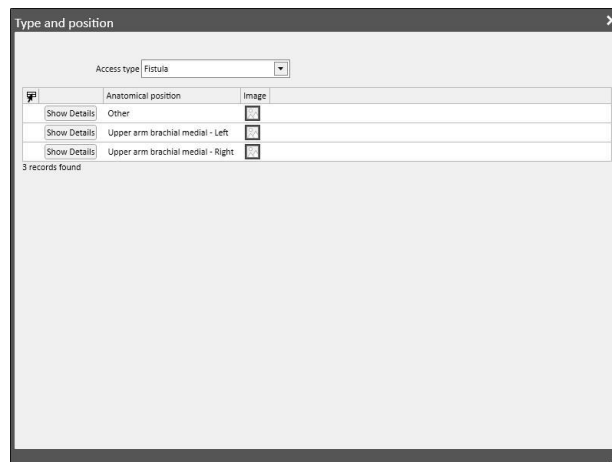 Type and position
Access type Fistula
Anatomical position Image
Show Details Other
Show Details Upper arm brachial medial - Left
Show Details Upper arm brachial medial - Right
3 records found